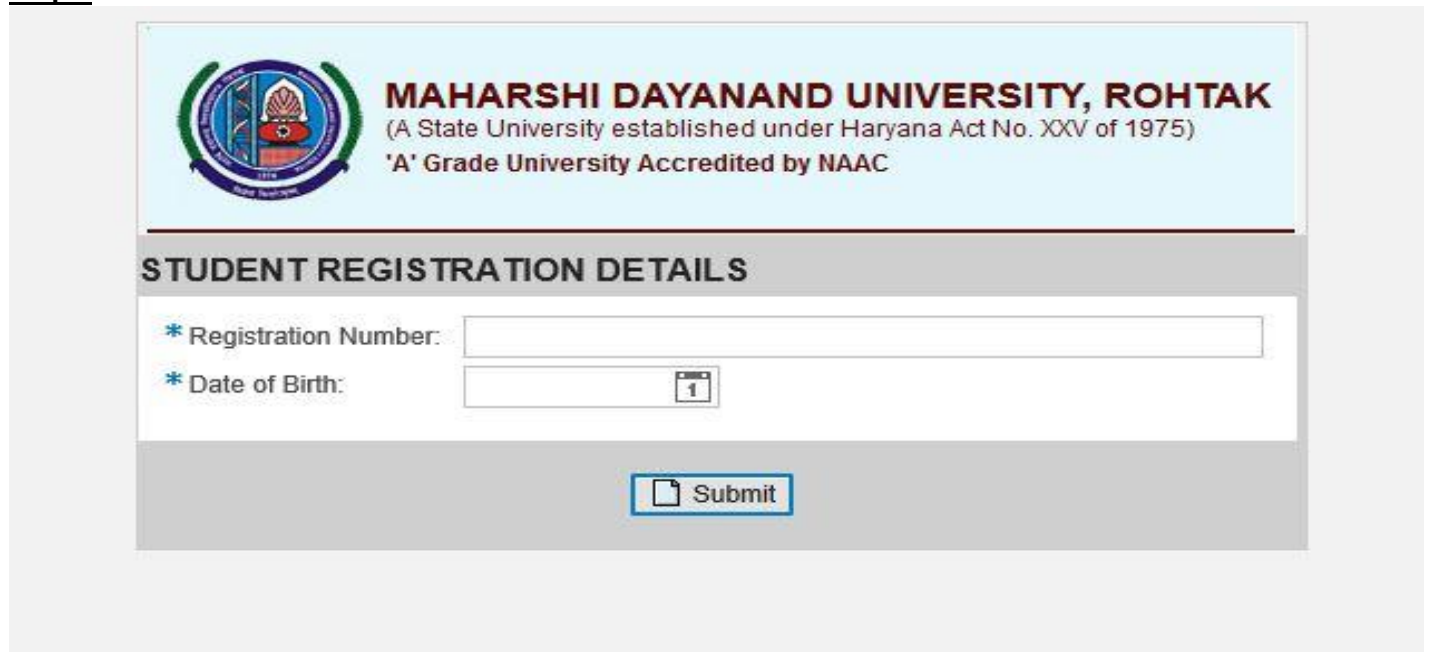 MAHARSHI DAYANAND UNIVERSITY, ROHTAK
(A State University established under Haryana Act No. XXV of 1975)
'A' Grade University Accredited by NAAC
STUDENT REGISTRATION DETAILS
* Registration Number:
* Date of Birth:
1
Submit